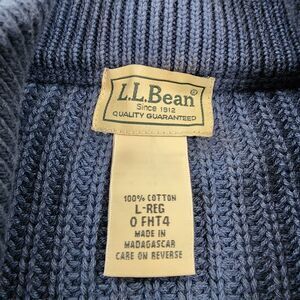 L.L.Bean®
Since 1912
QUALITY GUARANTEED
100% COTTON
L-REG
0 FHT4
MADE IN
MADAGASCAR
CARE ON REVERSE